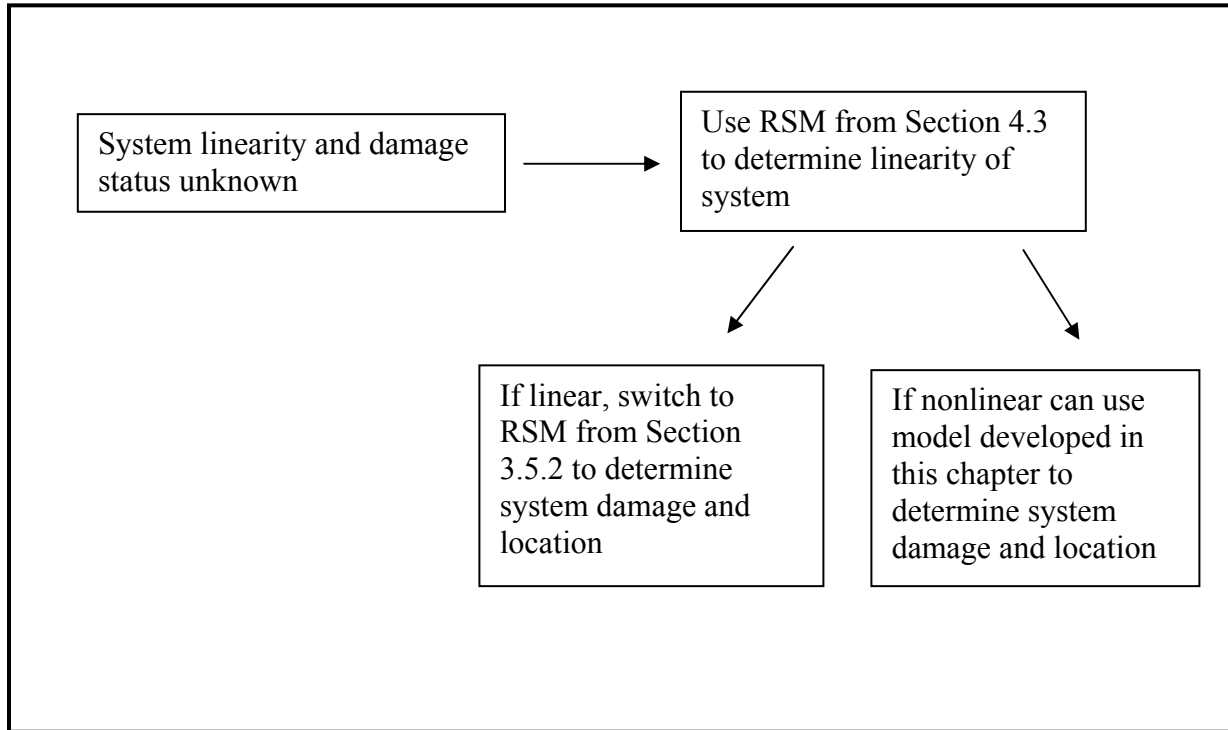 System linearity and damage
status unknown
Use RSM from Section 4.3
to determine linearity of
system
If linear, switch to
RSM from Section
3.5.2 to determine
system damage and
location
If nonlinear can use
model developed in
this chapter to
determine system
damage and location